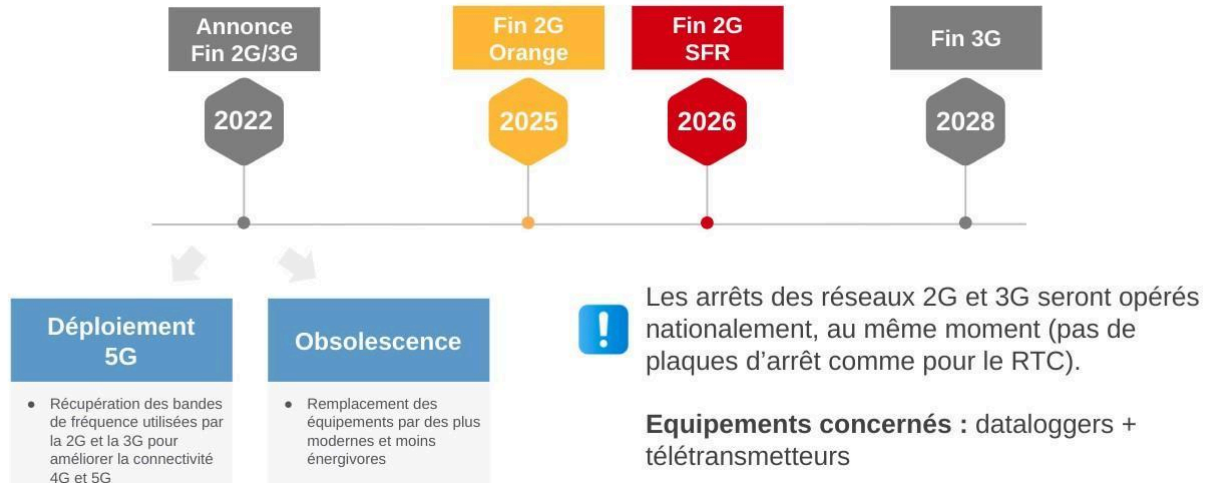 Annonce
Fin 2G/3G
Fin 2G
Orange
Fin 2G
SFR
Fin 3G
2022
2025
2026
2028
Déploiement
5G
● Récupération des bandes
de fréquence utilisées par
la 2G et la 3G pour
améliorer la connectivité
4G et 5G
Obsolescence
● Remplacement des
équipements par des plus
modernes et moins
énergivores
!
Les arrêts des réseaux 2G et 3G seront opérés
nationalement, au même moment (pas de
plaques d’arrêt comme pour le RTC).
Equipements concernés : dataloggers +
télétransmetteurs